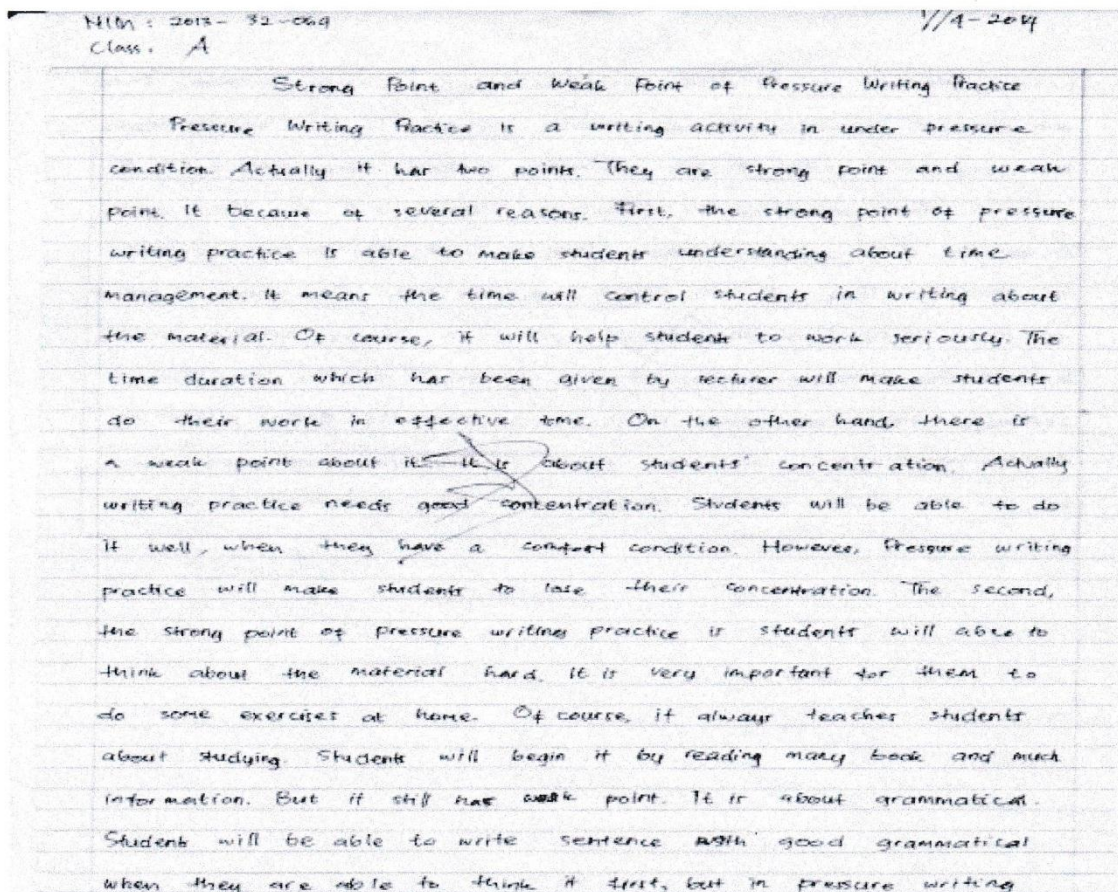 NIM : 2013-32-069
1/4-2014
Class. A
Strong Point and Weak Point of Pressure Writing Practice
Pressure Writing Practice is a writing activity in under pressure
condition. Actually it has two points. They are strong point and weak
point. It because of several reasons. First, the strong point of pressure
writing practice is able to make students understanding about time
management. It means the time will control students in writing about
the material. Of course, it will help student to work seriously. The
time duration which has been given by lecturer will make students
do their work in effective time. On the other hand, there is
a weak point about it. It is about students' concentration. Actually
writing practice needs good concentration. Students will be able to do
it well, when they have a comfort condition. However, Pressure writing
practice will make students to lose their concentration. The second,
the strong point of pressure writing practice is students will able to
think about the material hard. It is very important for them to
do some exercises at home. Of course, it always teaches students
about studying. Students will begin it by reading many book and much
information. But it still has weak point. It is about grammatical.
Student will be able to write sentence with good grammatical
when they are able to think it first, but in pressure writing